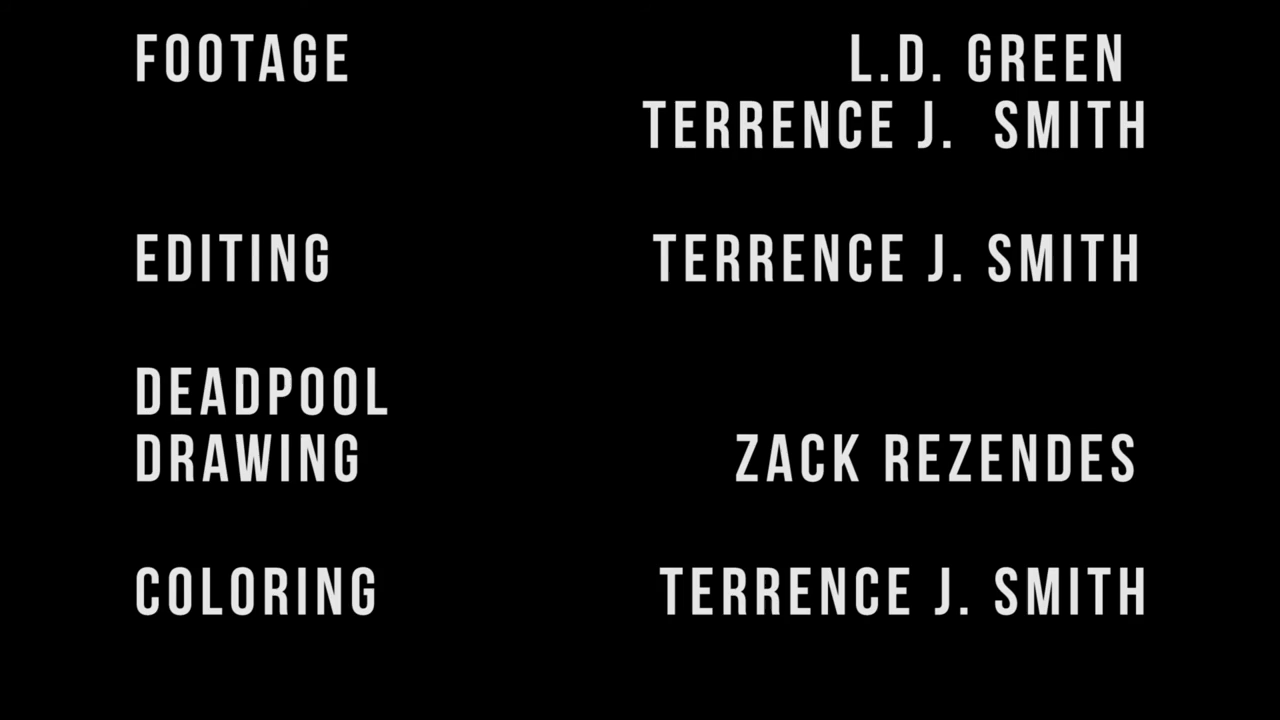 FOOTAGE L.D. GREEN
TERRENCE J. SMITH
EDITING TERRENCE J. SMITH
DEADPOOL
DRAWING ZACK REZENDES
COLORING TERRENCE J. SMITH